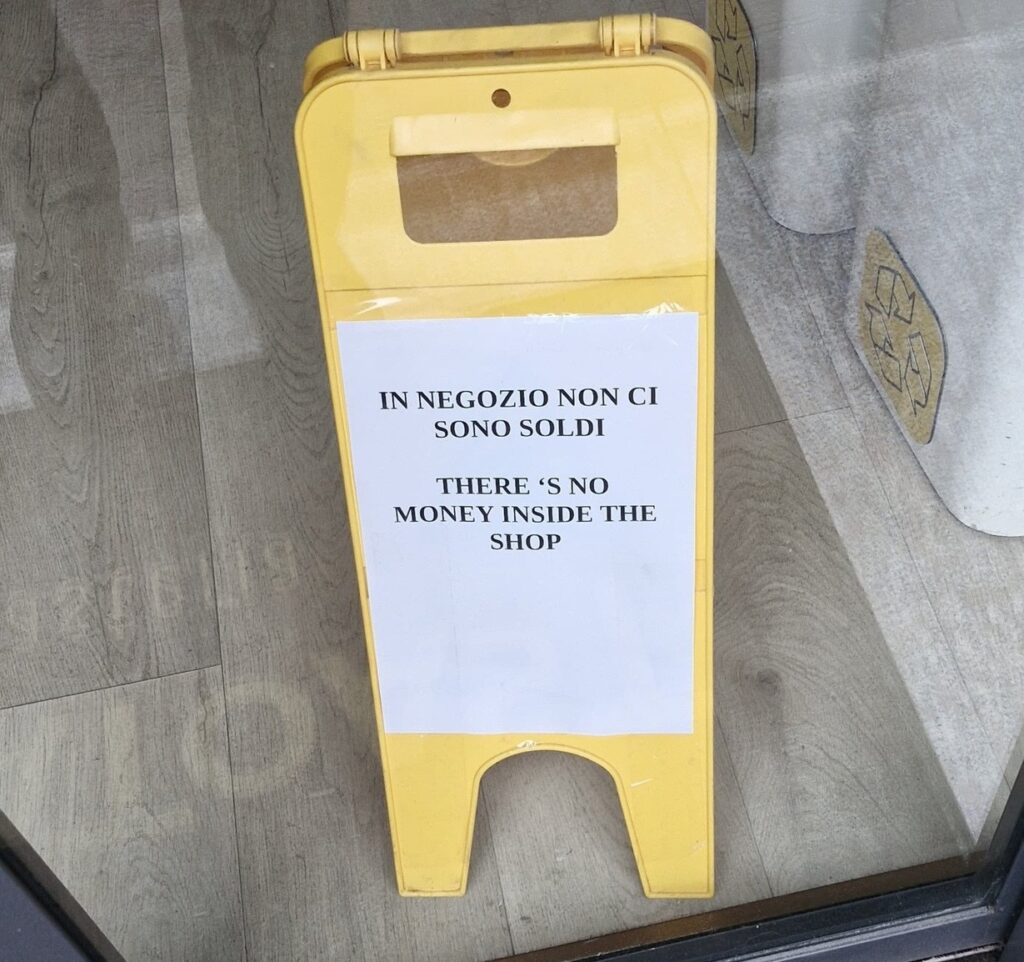 IN NEGOZIO NON CI
SONO SOLDI
THERE ‘S NO
MONEY INSIDE THE
SHOP